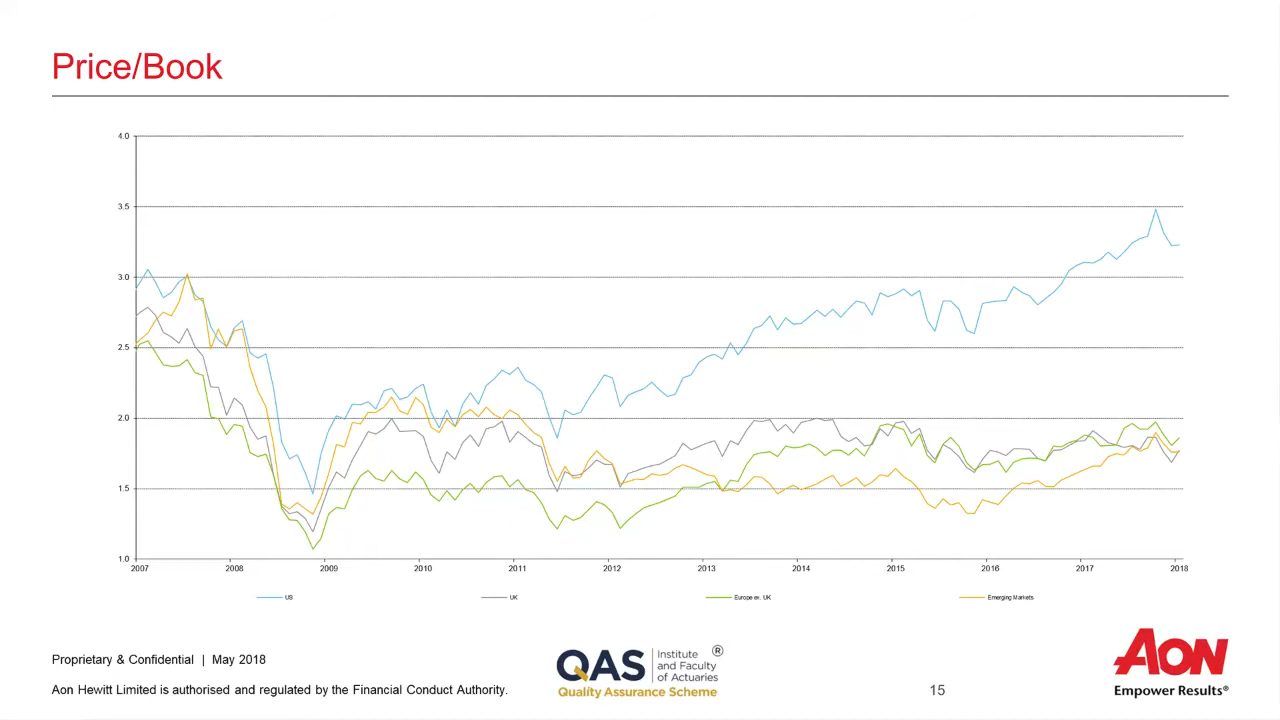 Price/Book
4.0
3.5
3.0
2.5
2.0
1.5
1.0
2007 2008 2009 2010 2011 2012 2013 2014 2015 2016 2017 2018
US UK Europe ex. UK Emerging Markets
Proprietary & Confidential | May 2018
Aon Hewitt Limited is authorised and regulated by the Financial Conduct Authority.
QAS Institute
and Faculty
of Actuaries
®
Quality Assurance Scheme
15
AON
Empower Results®